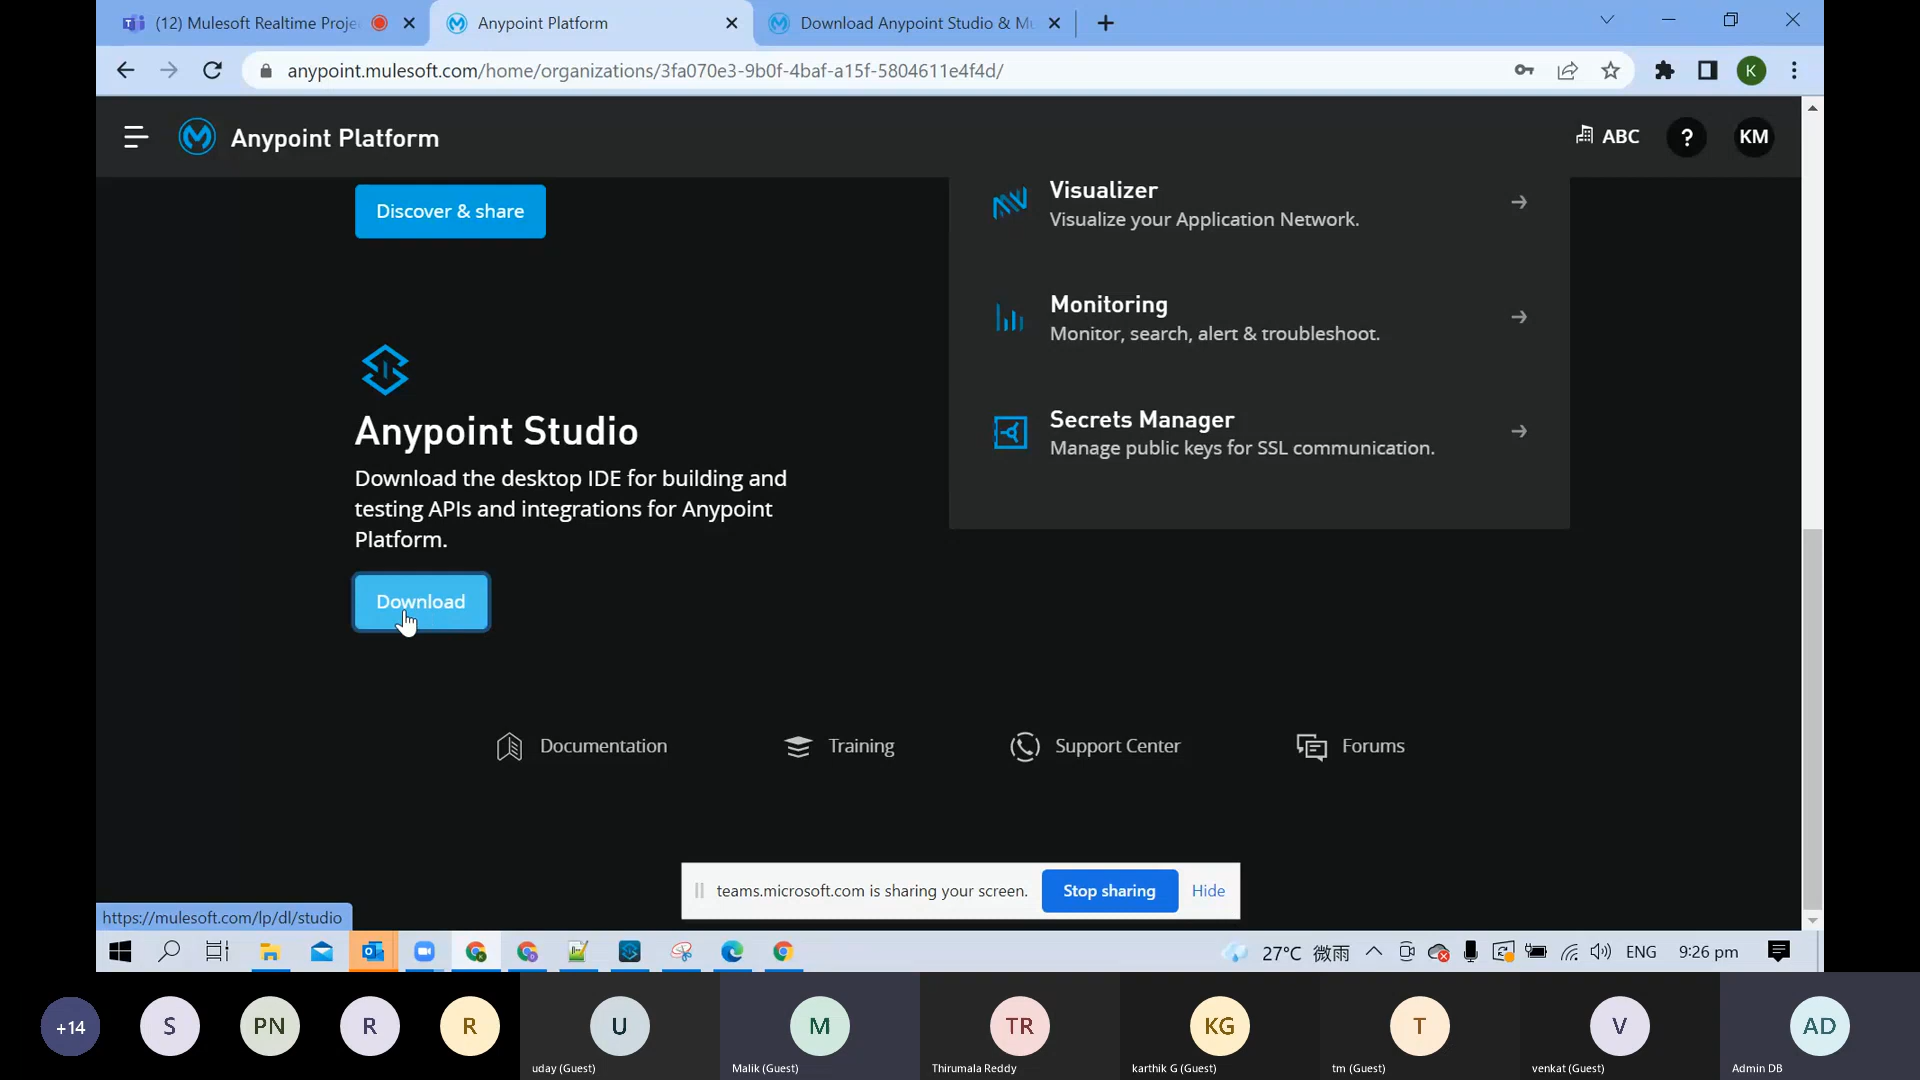 (12) Mulesoft Realtime Proje
Anypoint Platform
Download Anypoint Studio & Mu
anypoint.mulesoft.com/home/organizations/3fa070e3-9b0f-4baf-a15f-5804611e4f4d/
K
Anypoint Platform
ABC
?
KM
Discover & share
Visualizer
Visualize your Application Network.
Monitoring
Monitor, search, alert & troubleshoot.
Secrets Manager
Manage public keys for SSL communication.
Anypoint Studio
Download the desktop IDE for building and
testing APIs and integrations for Anypoint
Platform.
Download
Documentation
Training
Support Center
Forums
teams.microsoft.com is sharing your screen.
Stop sharing
Hide
https://mulesoft.com/lp/dl/studio
27°C 微雨
ENG
9:26 pm
+14
S
PN
R
R
U
M
TR
KG
T
V
AD
uday (Guest)
Malik (Guest)
Thirumala Reddy
karthik G (Guest)
tm (Guest)
venkat (Guest)
Admin DB